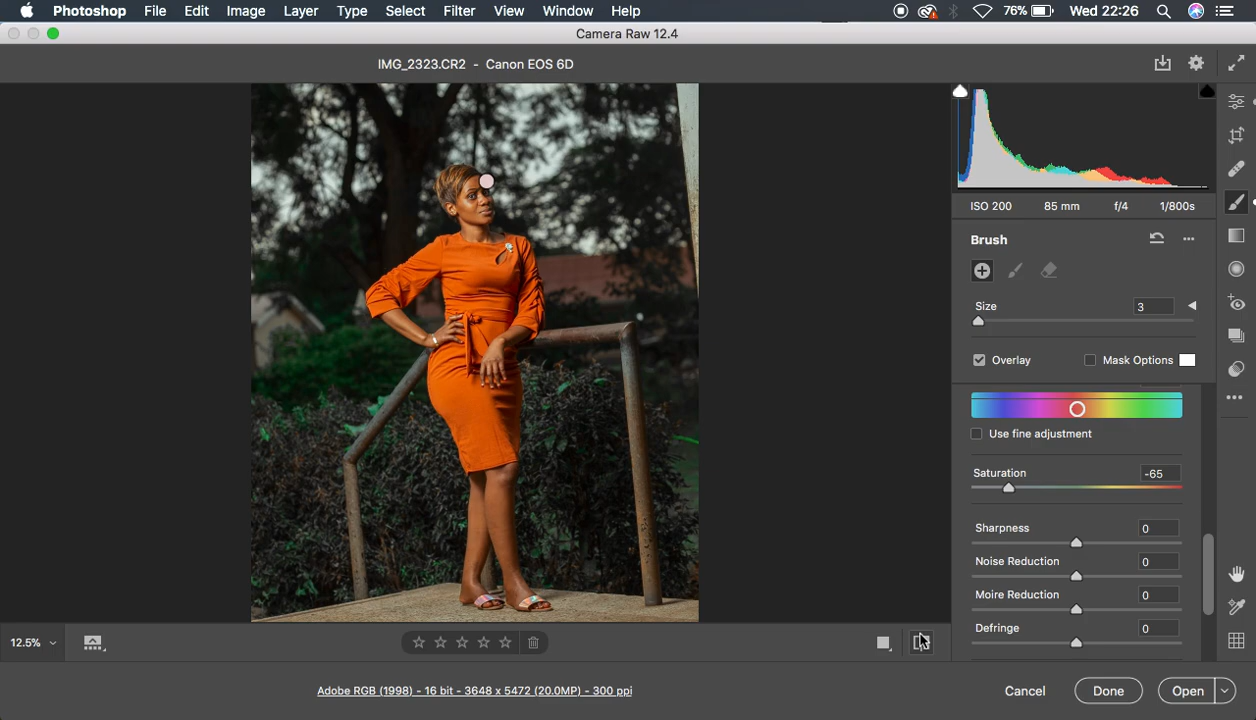 Photoshop File Edit Image Layer Type Select Filter View Window Help 76% Wed 22:26
Camera Raw 12.4
IMG_2323.CR2 - Canon EOS 6D
ISO 200 85 mm f/4 1/800s
Brush
Size 3
Overlay Mask Options
Use fine adjustment
Saturation -65
Sharpness 0
Noise Reduction 0
Moire Reduction 0
Defringe 0
12.5%
Adobe RGB (1998) - 16 bit - 3648 x 5472 (20.0MP) - 300 ppi
Cancel Done Open